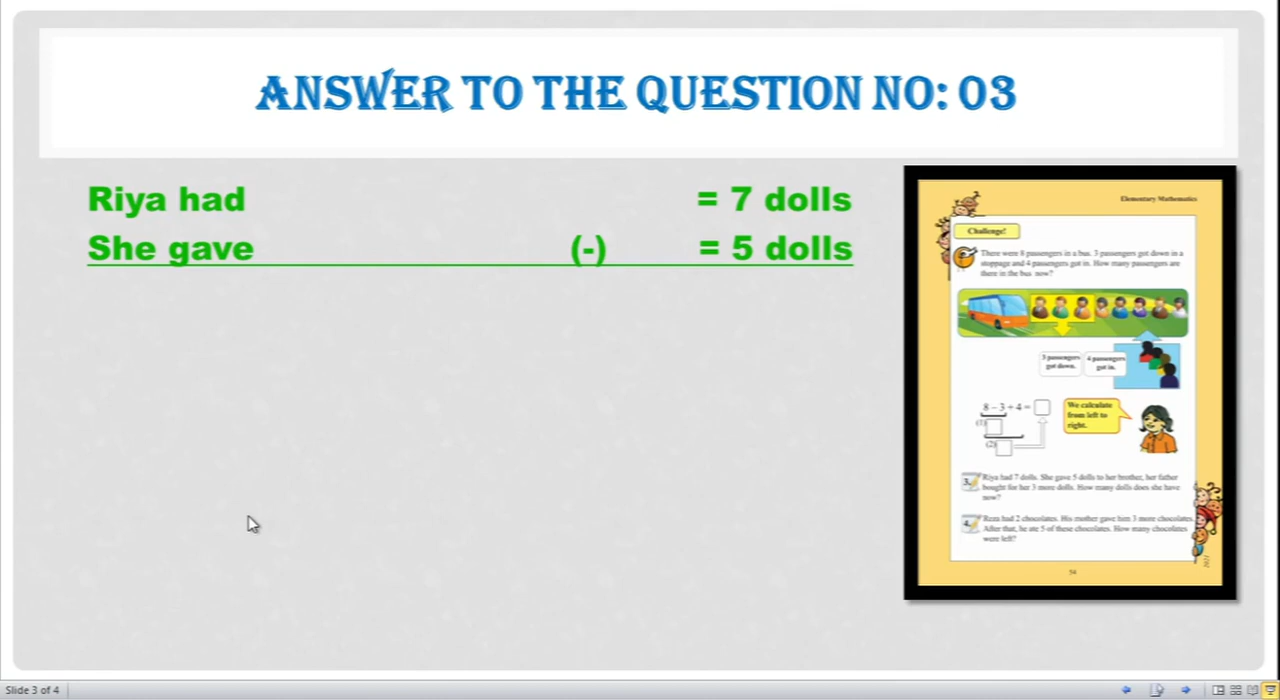 ANSWER TO THE QUESTION NO: 03
Riya had = 7 dolls
She gave (-) = 5 dolls
Elementary Mathematics
Challenge!
There were 8 passengers in a bus. 3 passengers got down in a
stoppage and 4 passengers got in. How many passengers are
there in the bus now?
3 passengers
got down.
4 passengers
got in.
8 - 3 + 4 =
(1)
(2)
We calculate
from left to
right.
3. Riya had 7 dolls. She gave 5 dolls to her brother, her father
bought for her 3 more dolls. How many dolls does she have
now?
4. Reza had 2 chocolates. His mother gave him 3 more chocolates.
After that, he ate 5 of these chocolates. How many chocolates
were left?
54
2021
Slide 3 of 4